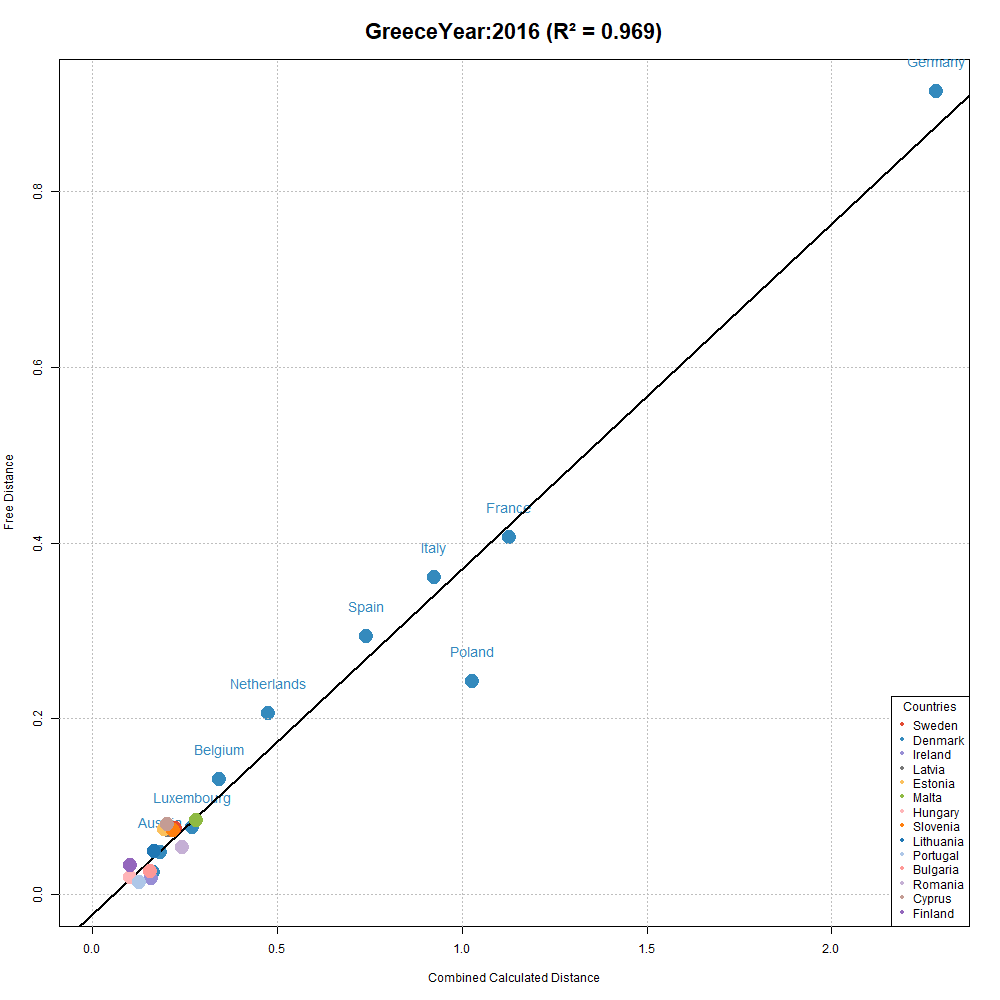 GreeceYear:2016 (R² = 0.969)
Germany
0.8
0.6
Free Distance
France
0.4
Italy
Spain
Poland
Netherlands
0.2
Belgium
Luxembourg
Austria
0.0
Countries
Sweden
Denmark
Ireland
Latvia
Estonia
Malta
Hungary
Slovenia
Lithuania
Portugal
Bulgaria
Romania
Cyprus
Finland
0.0 0.5 1.0 1.5 2.0
Combined Calculated Distance